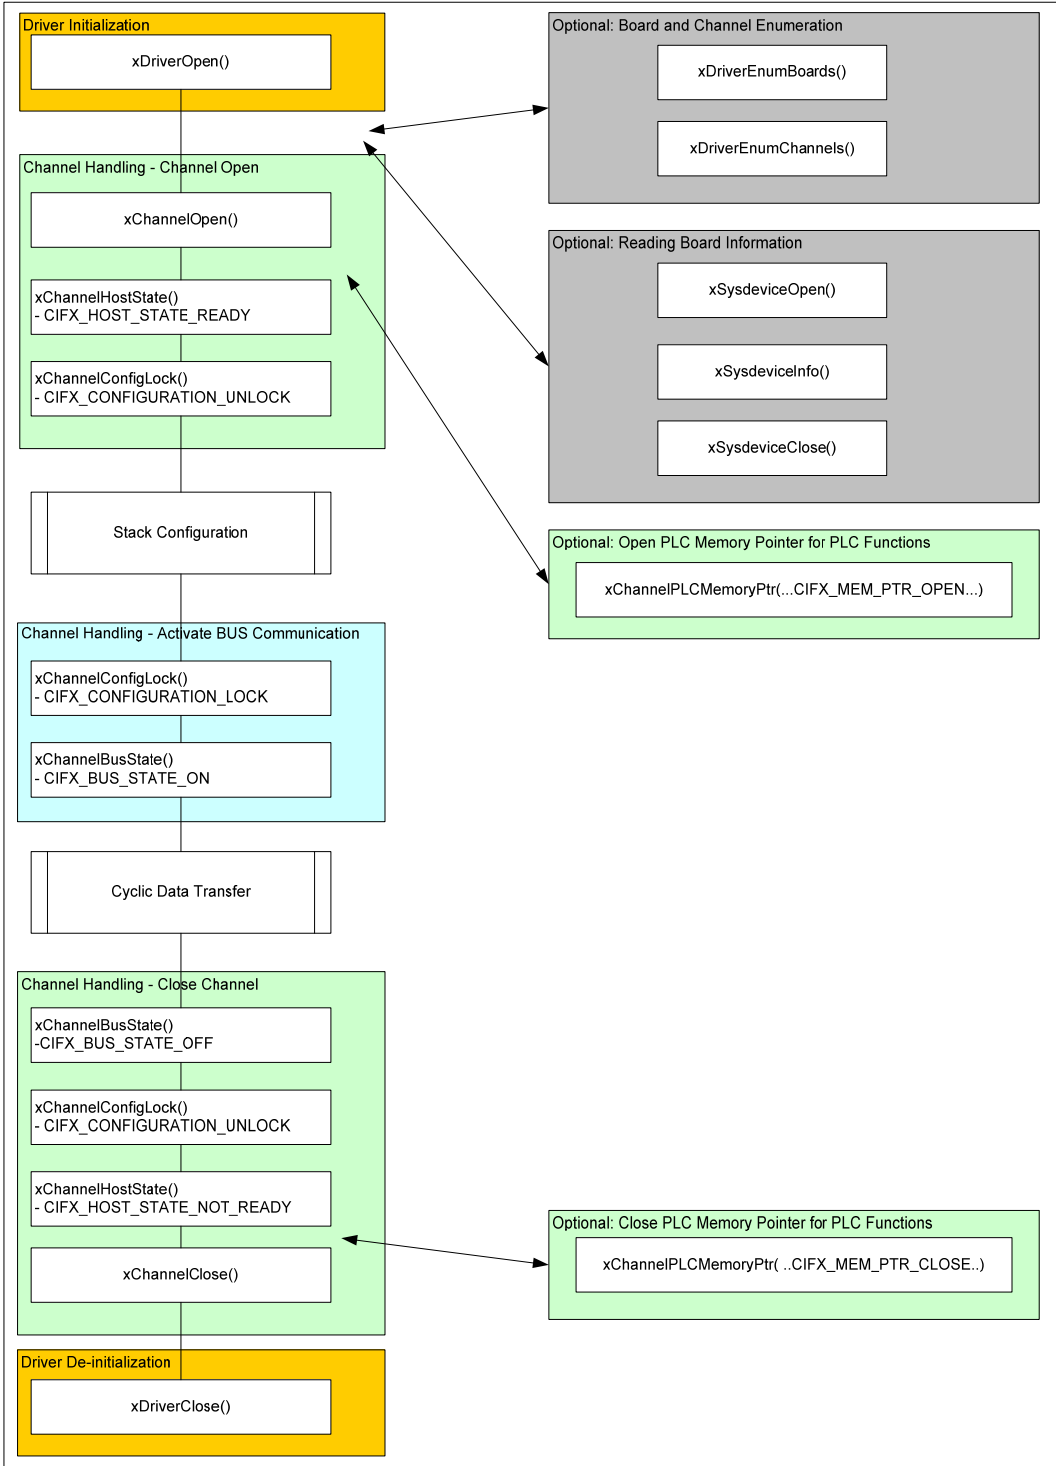 Driver Initialization
xDriverOpen()
Channel Handling - Channel Open
xChannelOpen()
xChannelHostState()
- CIFX_HOST_STATE_READY
xChannelConfigLock()
- CIFX_CONFIGURATION_UNLOCK
Stack Configuration
Channel Handling - Activate BUS Communication
xChannelConfigLock()
- CIFX_CONFIGURATION_LOCK
xChannelBusState()
- CIFX_BUS_STATE_ON
Cyclic Data Transfer
Channel Handling - Close Channel
xChannelBusState()
-CIFX_BUS_STATE_OFF
xChannelConfigLock()
- CIFX_CONFIGURATION_UNLOCK
xChannelHostState()
- CIFX_HOST_STATE_NOT_READY
xChannelClose()
Driver De-initialization
xDriverClose()
Optional: Board and Channel Enumeration
xDriverEnumBoards()
xDriverEnumChannels()
Optional: Reading Board Information
xSysdeviceOpen()
xSysdeviceInfo()
xSysdeviceClose()
Optional: Open PLC Memory Pointer for PLC Functions
xChannelPLCMemoryPtr(...CIFX_MEM_PTR_OPEN...)
Optional: Close PLC Memory Pointer for PLC Functions
xChannelPLCMemoryPtr( ..CIFX_MEM_PTR_CLOSE..)